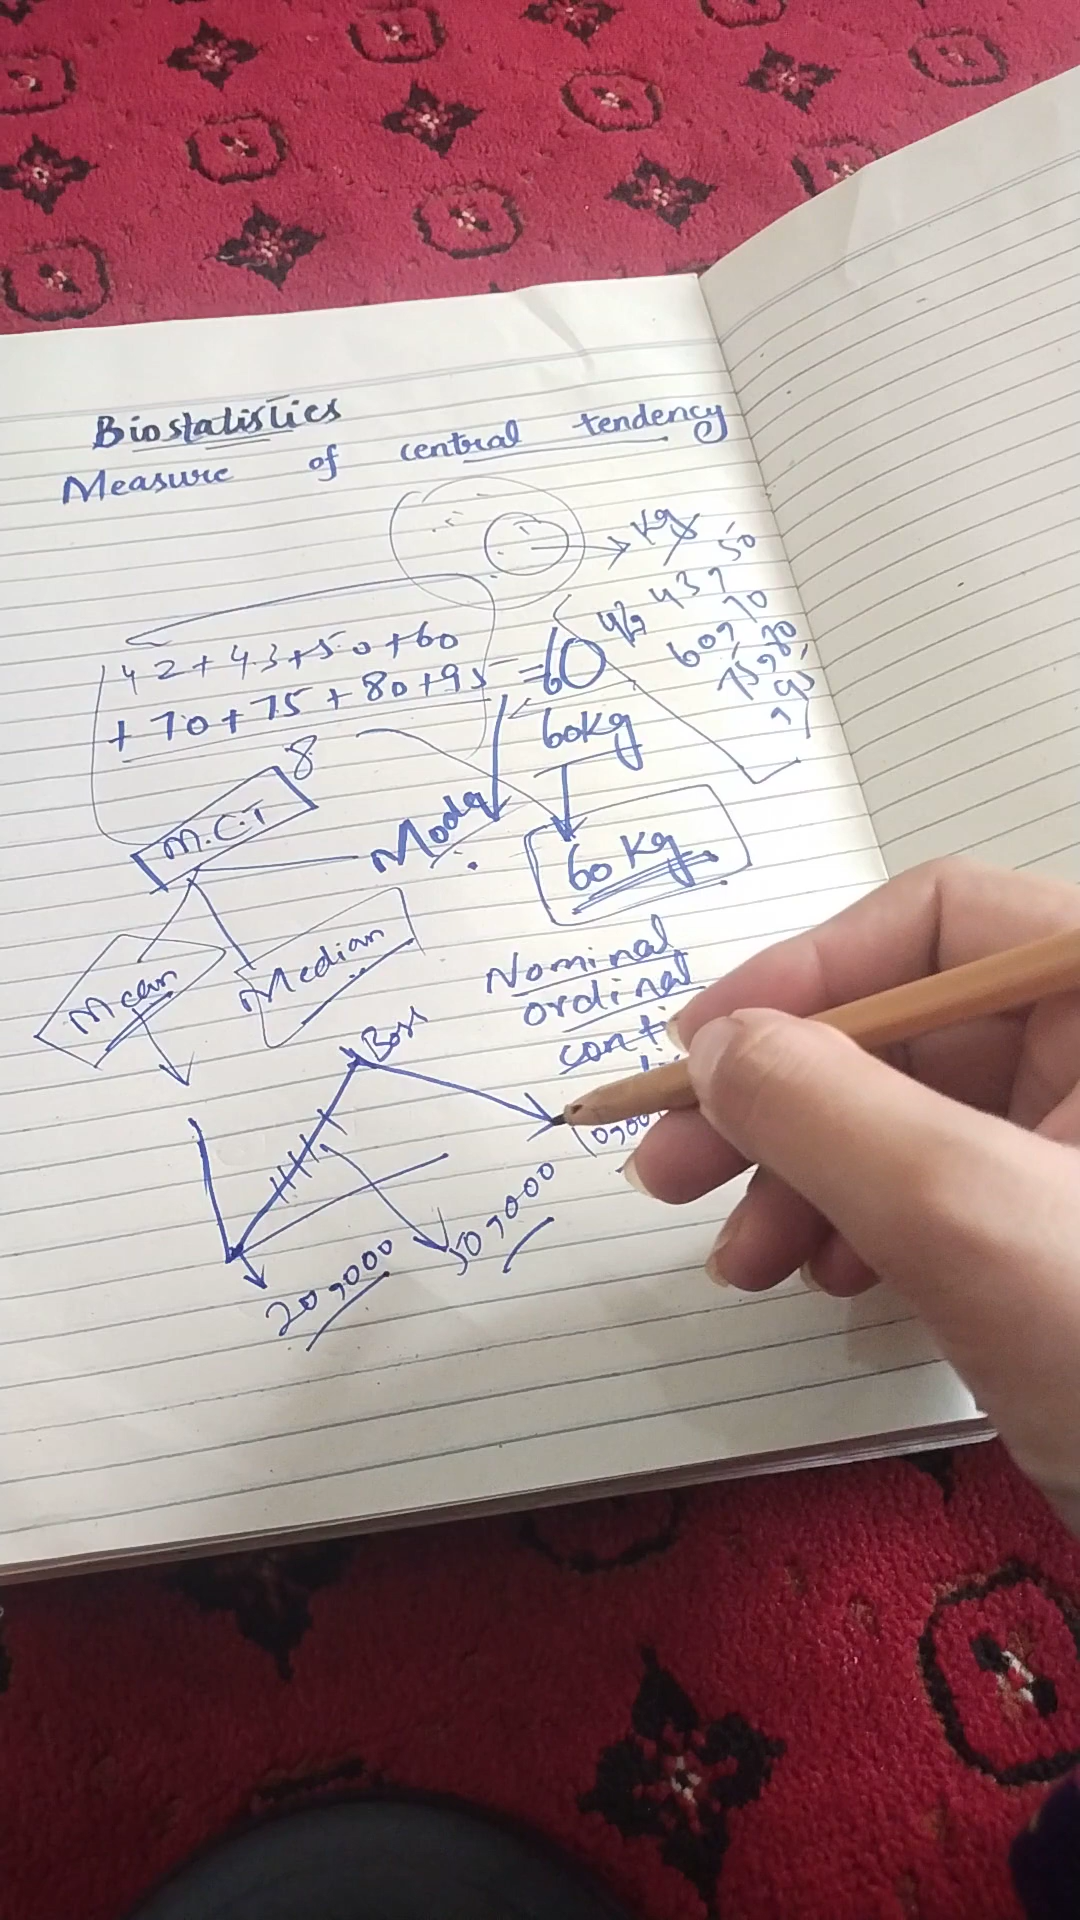 Biostatistics
Measure of central tendency
Kg
50
42+43+50+60
+ 70+75+80+95
8
=60
43,
70
60,
80,
75,
95
60kg
M.C.T
Mode
60 Kg
Mean
Median
Nominal
ordinal
conti
Boss
50,000
20,000